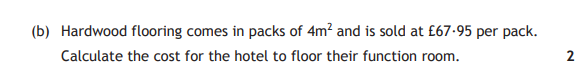 (b) Hardwood flooring comes in packs of 4m² and is sold at £67·95 per pack.
Calculate the cost for the hotel to floor their function room. 2